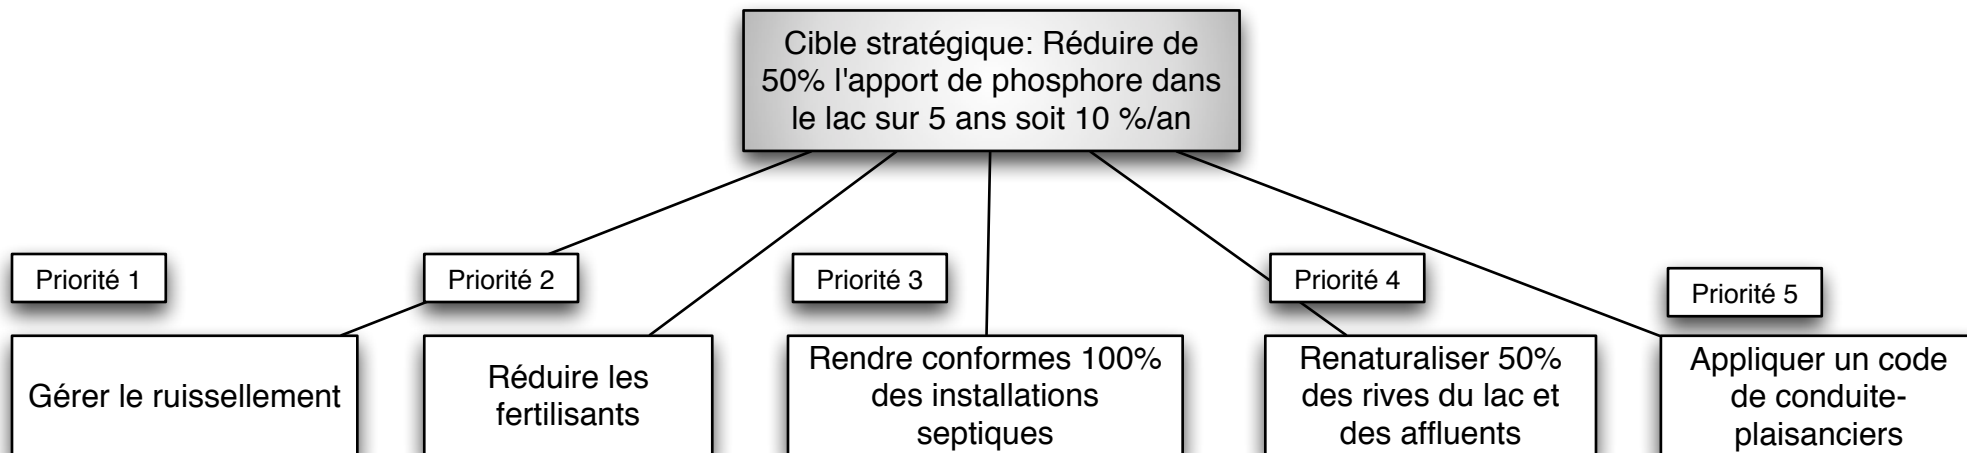 Cible stratégique: Réduire de
50% l'apport de phosphore dans
le lac sur 5 ans soit 10 %/an
Priorité 1
Gérer le ruissellement
Priorité 2
Réduire les
fertilisants
Priorité 3
Rendre conformes 100%
des installations
septiques
Priorité 4
Renaturaliser 50%
des rives du lac et
des affluents
Priorité 5
Appliquer un code
de conduite-
plaisanciers